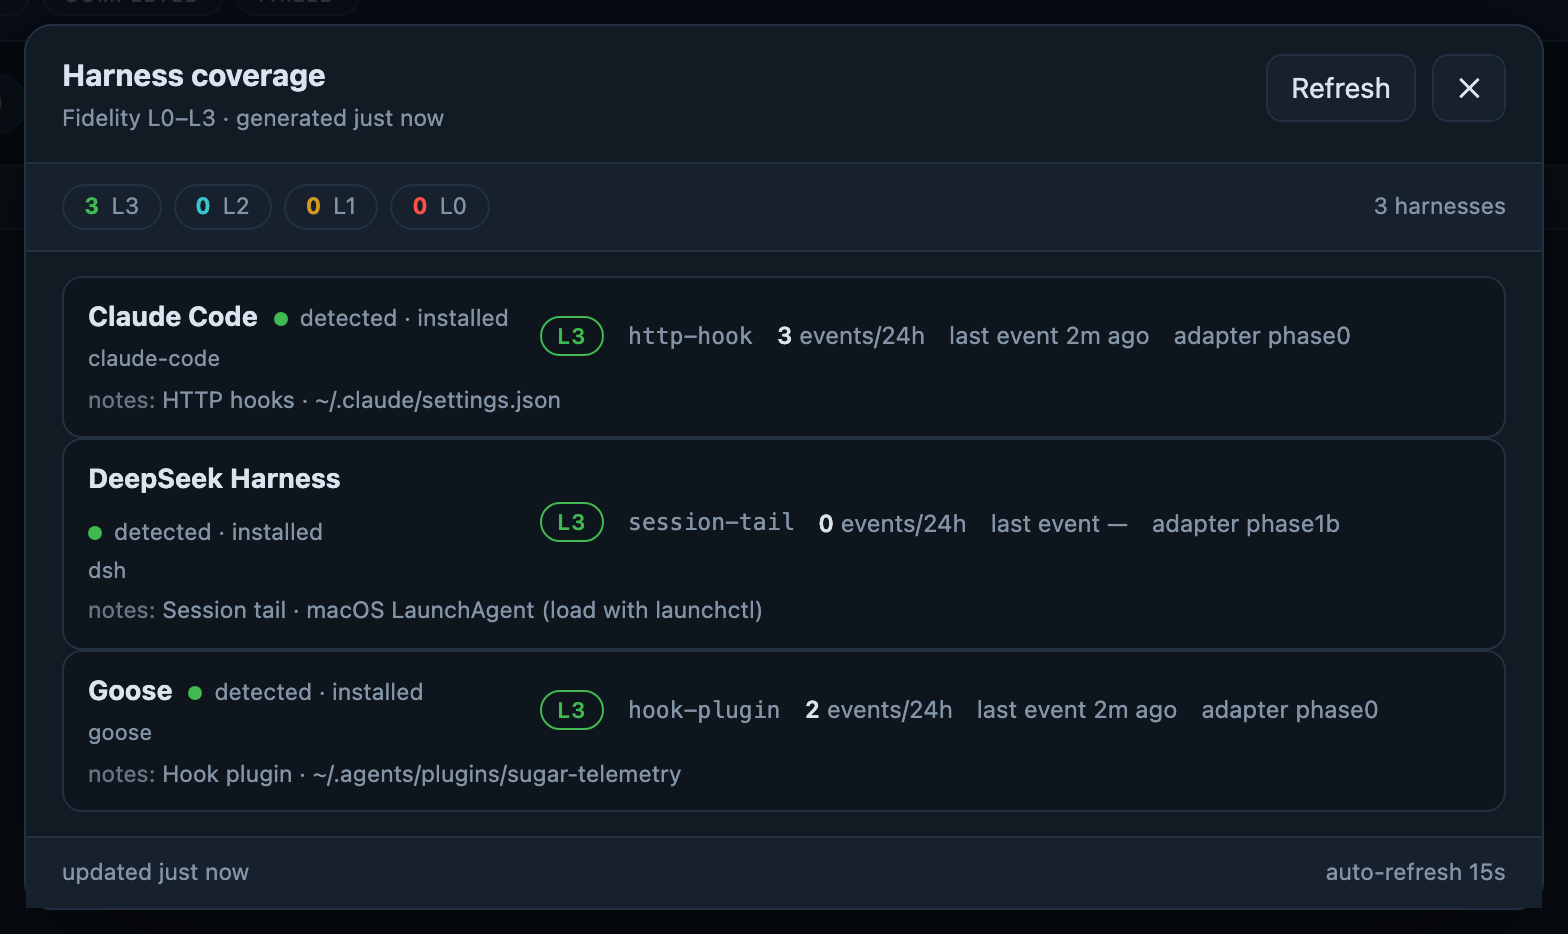 Harness coverage
Fidelity L0–L3 · generated just now
Refresh
×
3 L3
0 L2
0 L1
0 L0
3 harnesses
Claude Code
detected · installed
claude-code
L3
http-hook
3 events/24h
last event 2m ago
adapter phase0
notes: HTTP hooks · ~/.claude/settings.json
DeepSeek Harness
detected · installed
dsh
L3
session-tail
0 events/24h
last event —
adapter phase1b
notes: Session tail · macOS LaunchAgent (load with launchctl)
Goose
detected · installed
goose
L3
hook-plugin
2 events/24h
last event 2m ago
adapter phase0
notes: Hook plugin · ~/.agents/plugins/sugar-telemetry
updated just now
auto-refresh 15s